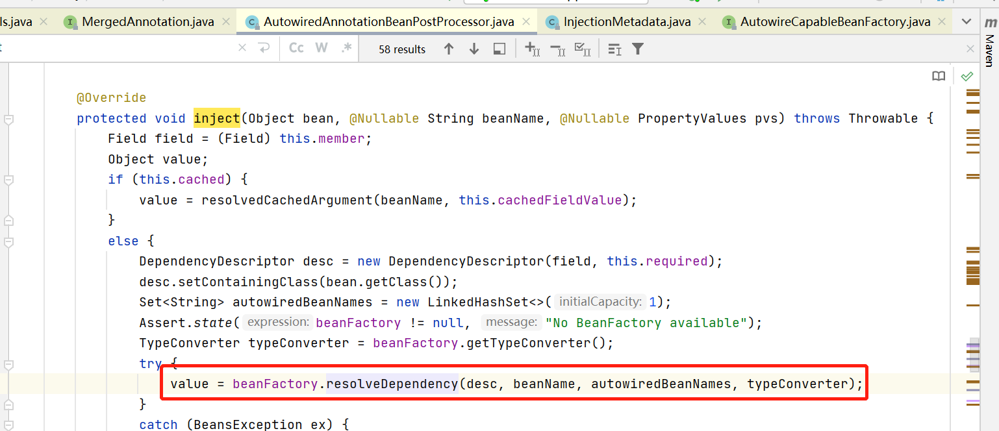 ls.java MergedAnnotation.java AutowiredAnnotationBeanPostProcessor.java InjectionMetadata.java AutowireCapableBeanFactory.java
Cc W .* 58 results
m Maven
@Override
protected void inject(Object bean, @Nullable String beanName, @Nullable PropertyValues pvs) throws Throwable {
Field field = (Field) this.member;
Object value;
if (this.cached) {
value = resolvedCachedArgument(beanName, this.cachedFieldValue);
}
else {
DependencyDescriptor desc = new DependencyDescriptor(field, this.required);
desc.setContainingClass(bean.getClass());
Set<String> autowiredBeanNames = new LinkedHashSet<>( initialCapacity: 1);
Assert.state( expression: beanFactory != null, message: "No BeanFactory available");
TypeConverter typeConverter = beanFactory.getTypeConverter();
try {
value = beanFactory.resolveDependency(desc, beanName, autowiredBeanNames, typeConverter);
}
catch (BeansException ex) {